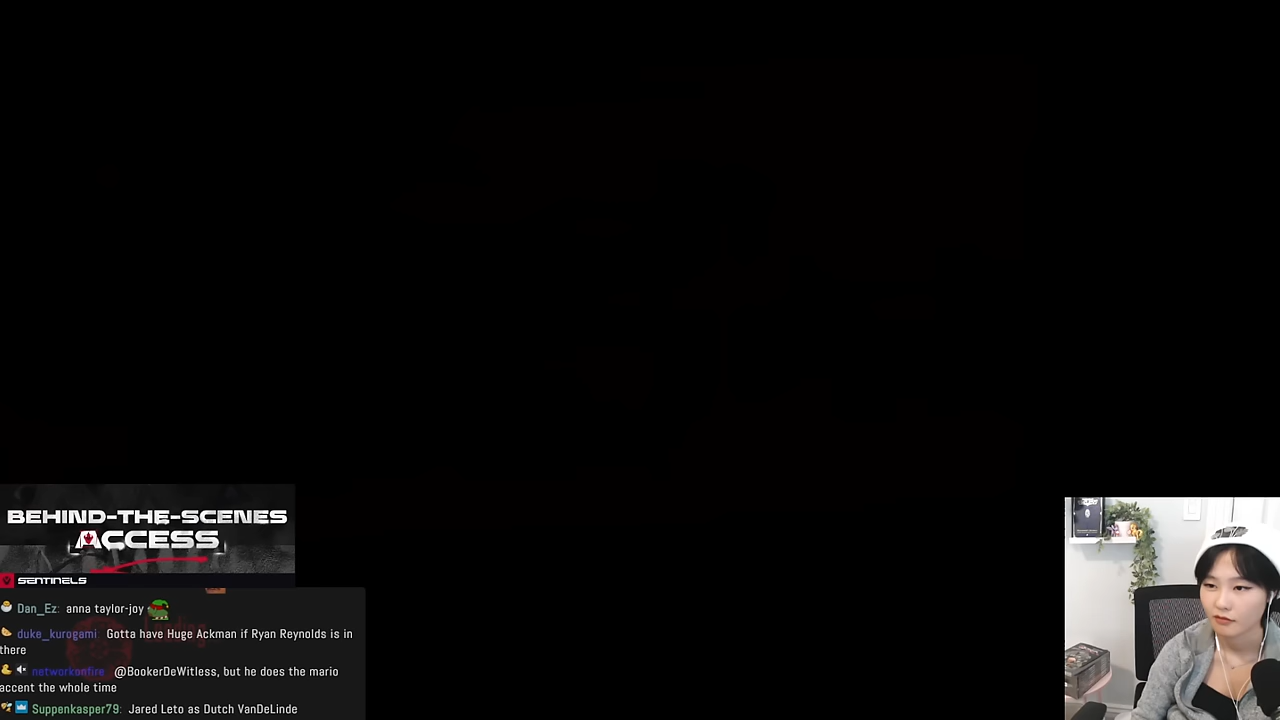 BEHIND-THE-SCENES
ACCESS
SENTINELS
Dan_Ez: anna taylor-joy
duke_kurogami: Gotta have Huge Ackman if Ryan Reynolds is in
there
networkonfire: @BookerDeWitless, but he does the mario
accent the whole time
Suppenkasper79: Jared Leto as Dutch VanDeLinde